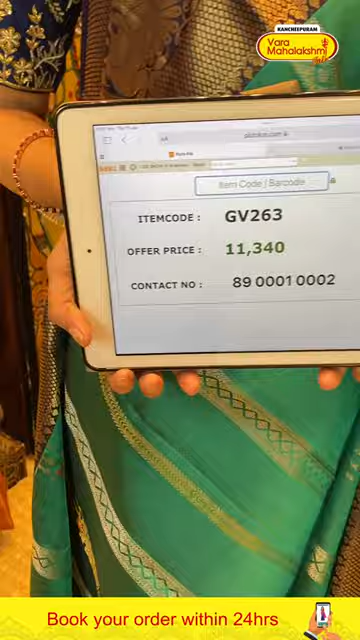 KANCHEEPURAM
Vara
Mahalakshmi
Item Code / Barcode
ITEMCODE : GV263
OFFER PRICE : 11,340
CONTACT NO : 89 0001 0002
Book your order within 24hrs